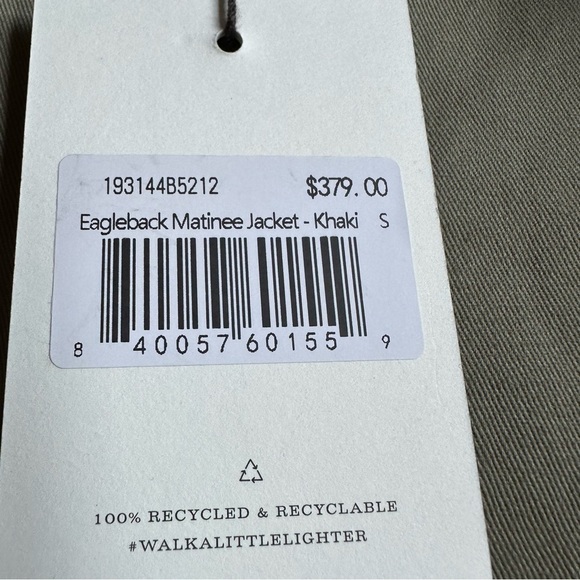 193144B5212 $379.00
Eagleback Matinee Jacket - Khaki S
8 40057 60155 9
100% RECYCLED & RECYCLABLE
#WALKALITTLELIGHTER